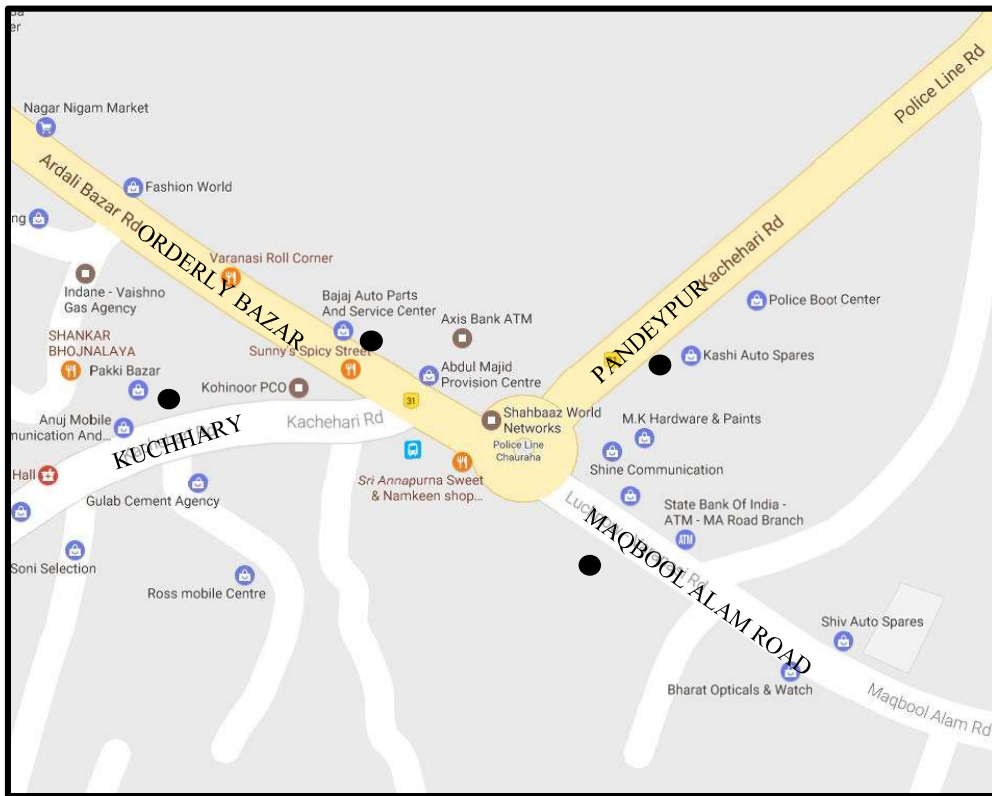 er
Nagar Nigam Market
Police Line Rd
Ardali Bazar Rd
Fashion World
ng
ORDERLY BAZAR
Varanasi Roll Corner
Kachehari Rd
Indane - Vaishno
Gas Agency
Bajaj Auto Parts
And Service Center
PANDEYPUR
Police Boot Center
Axis Bank ATM
SHANKAR
BHOJNALAYA
Sunny's Spicy Street
Kashi Auto Spares
Pakki Bazar
Kohinoor PCO
Abdul Majid
Provision Centre
31
Anuj Mobile
munication And...
KUCHHARY
Kachehari Rd
Shahbaaz World
Networks
M.K Hardware & Paints
Police Line
Chauraha
Hall
Shine Communication
Sri Annapurna Sweet
& Namkeen shop...
Gulab Cement Agency
State Bank Of India -
ATM - MA Road Branch
ATM
MAQBOOL ALAM ROAD
Soni Selection
Ross mobile Centre
Shiv Auto Spares
Bharat Opticals & Watch
Maqbool Alam Rd